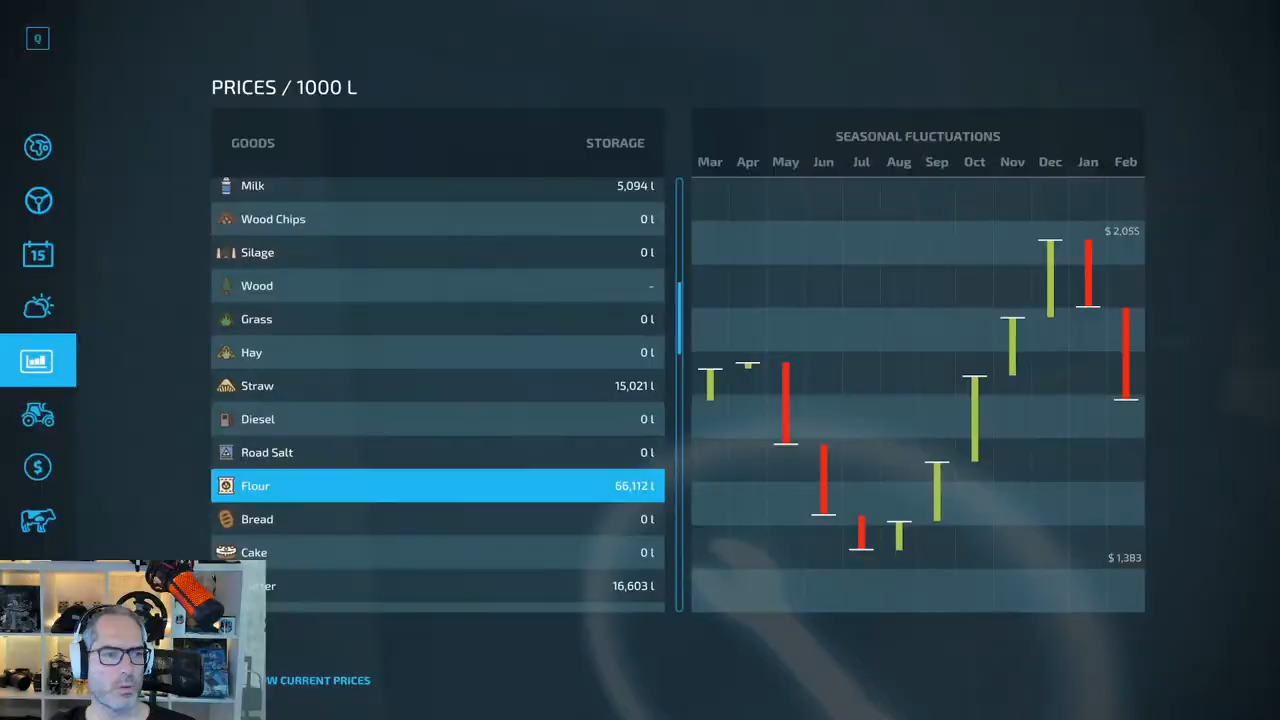 Q
PRICES / 1000 L
GOODS STORAGE
SEASONAL FLUCTUATIONS
Mar Apr May Jun Jul Aug Sep Oct Nov Dec Jan Feb
Milk 5,094 l
Wood Chips 0 l
$ 2,055
Silage 0 l
15
Wood -
Grass 0 l
Hay 0 l
Straw 15,021 l
Diesel 0 l
Road Salt 0 l
$
Flour 66,112 l
Bread 0 l
Cake 0 l
$ 1,383
16,603 l
CURRENT PRICES